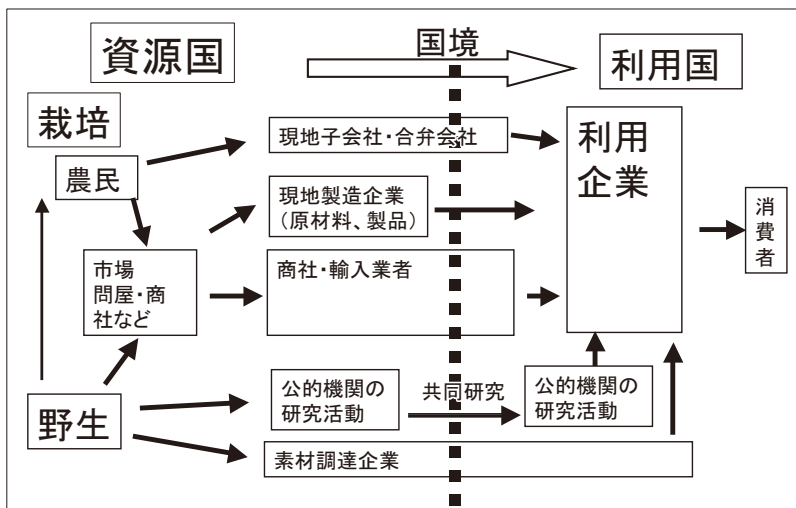 資源国
国境
利用国
栽培
農民
現地子会社・合弁会社
利用
企業
現地製造企業
（原材料、製品）
消費者
市場
問屋・商
社など
商社・輸入業者
公的機関の
研究活動
共同研究
公的機関の
研究活動
野生
素材調達企業